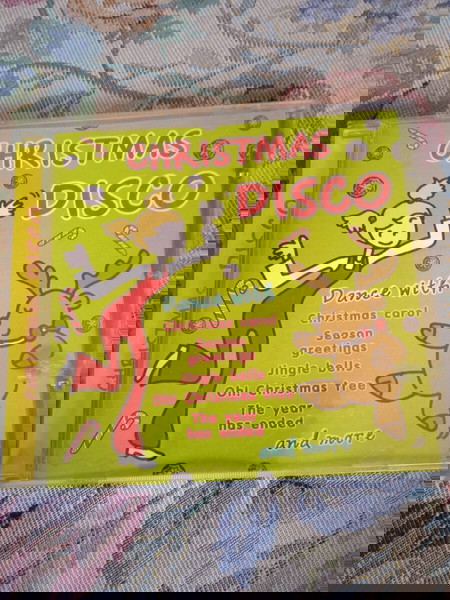 CHRISTMAS
CHRISTMAS
DISCO
DISCO
Dance with
Christmas carol
Seeason
greetings
Jingle bells
Oh! Christmas tree
The year
has ended
and more